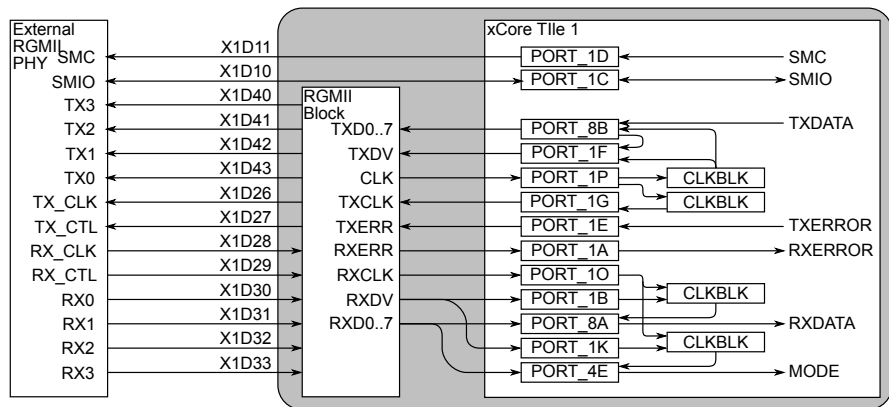 External
RGMII
PHY
xCore TIle 1
SMC X1D11 PORT_1D SMC
SMIO X1D10 PORT_1C SMIO
TX3 X1D40 RGMII
Block
TX2 X1D41 TXD0..7 PORT_8B TXDATA
TX1 X1D42 TXDV PORT_1F
TX0 X1D43 CLK PORT_1P CLKBLK
TX_CLK X1D26 TXCLK PORT_1G CLKBLK
TX_CTL X1D27 TXERR PORT_1E TXERROR
RX_CLK X1D28 RXERR PORT_1A RXERROR
RX_CTL X1D29 RXCLK PORT_1O
RX0 X1D30 RXDV PORT_1B CLKBLK
RX1 X1D31 RXD0..7 PORT_8A RXDATA
RX2 X1D32 PORT_1K CLKBLK
RX3 X1D33 PORT_4E MODE